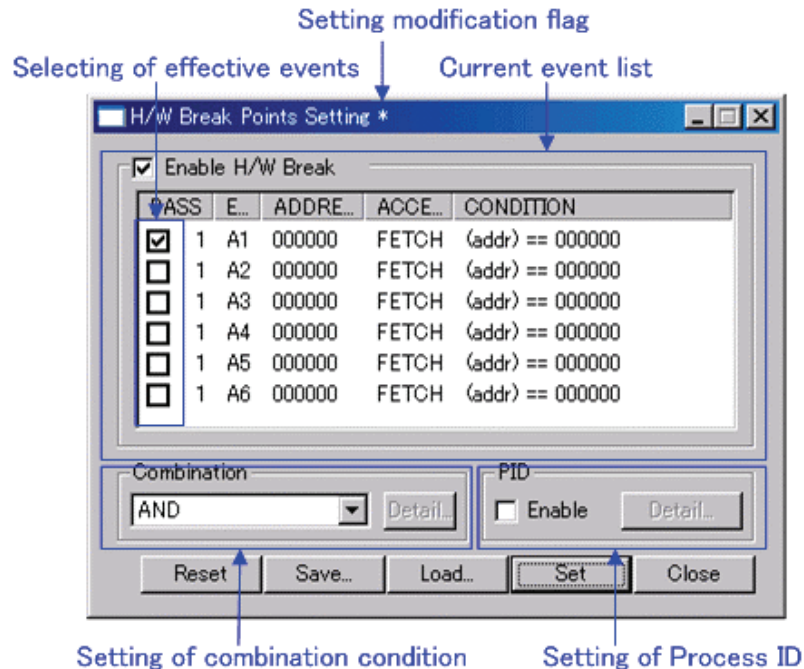 Setting modification flag
Selecting of effective events
Current event list
H/W Break Points Setting *
Enable H/W Break
PASS E... ADDRE... ACCE... CONDITION
1 A1 000000 FETCH (addr) == 000000
1 A2 000000 FETCH (addr) == 000000
1 A3 000000 FETCH (addr) == 000000
1 A4 000000 FETCH (addr) == 000000
1 A5 000000 FETCH (addr) == 000000
1 A6 000000 FETCH (addr) == 000000
Combination
PID
AND Detail... Enable Detail...
Reset Save... Load... Set Close
Setting of combination condition
Setting of Process ID